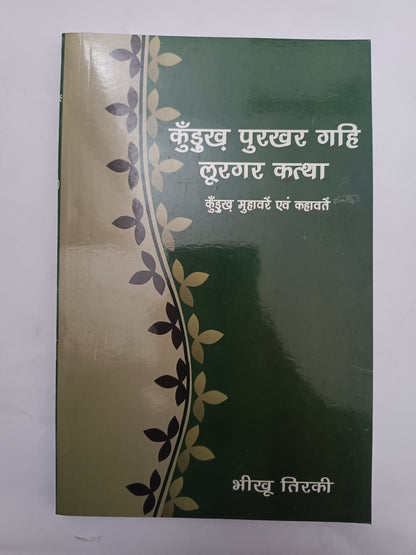 कुँड़ुख़ पुरखर गहि
लूरगर कत्था
कुँड़ुख़ मुहावरें एवं कहावतें
भीखू तिरकी